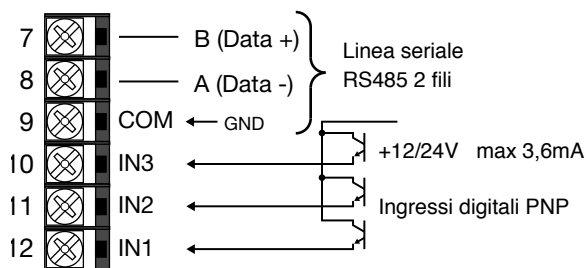 7 B (Data +)
8 A (Data -)
Linea seriale
RS485 2 fili
9 COM GND
10 IN3
+12/24V max 3,6mA
11 IN2
Ingressi digitali PNP
12 IN1